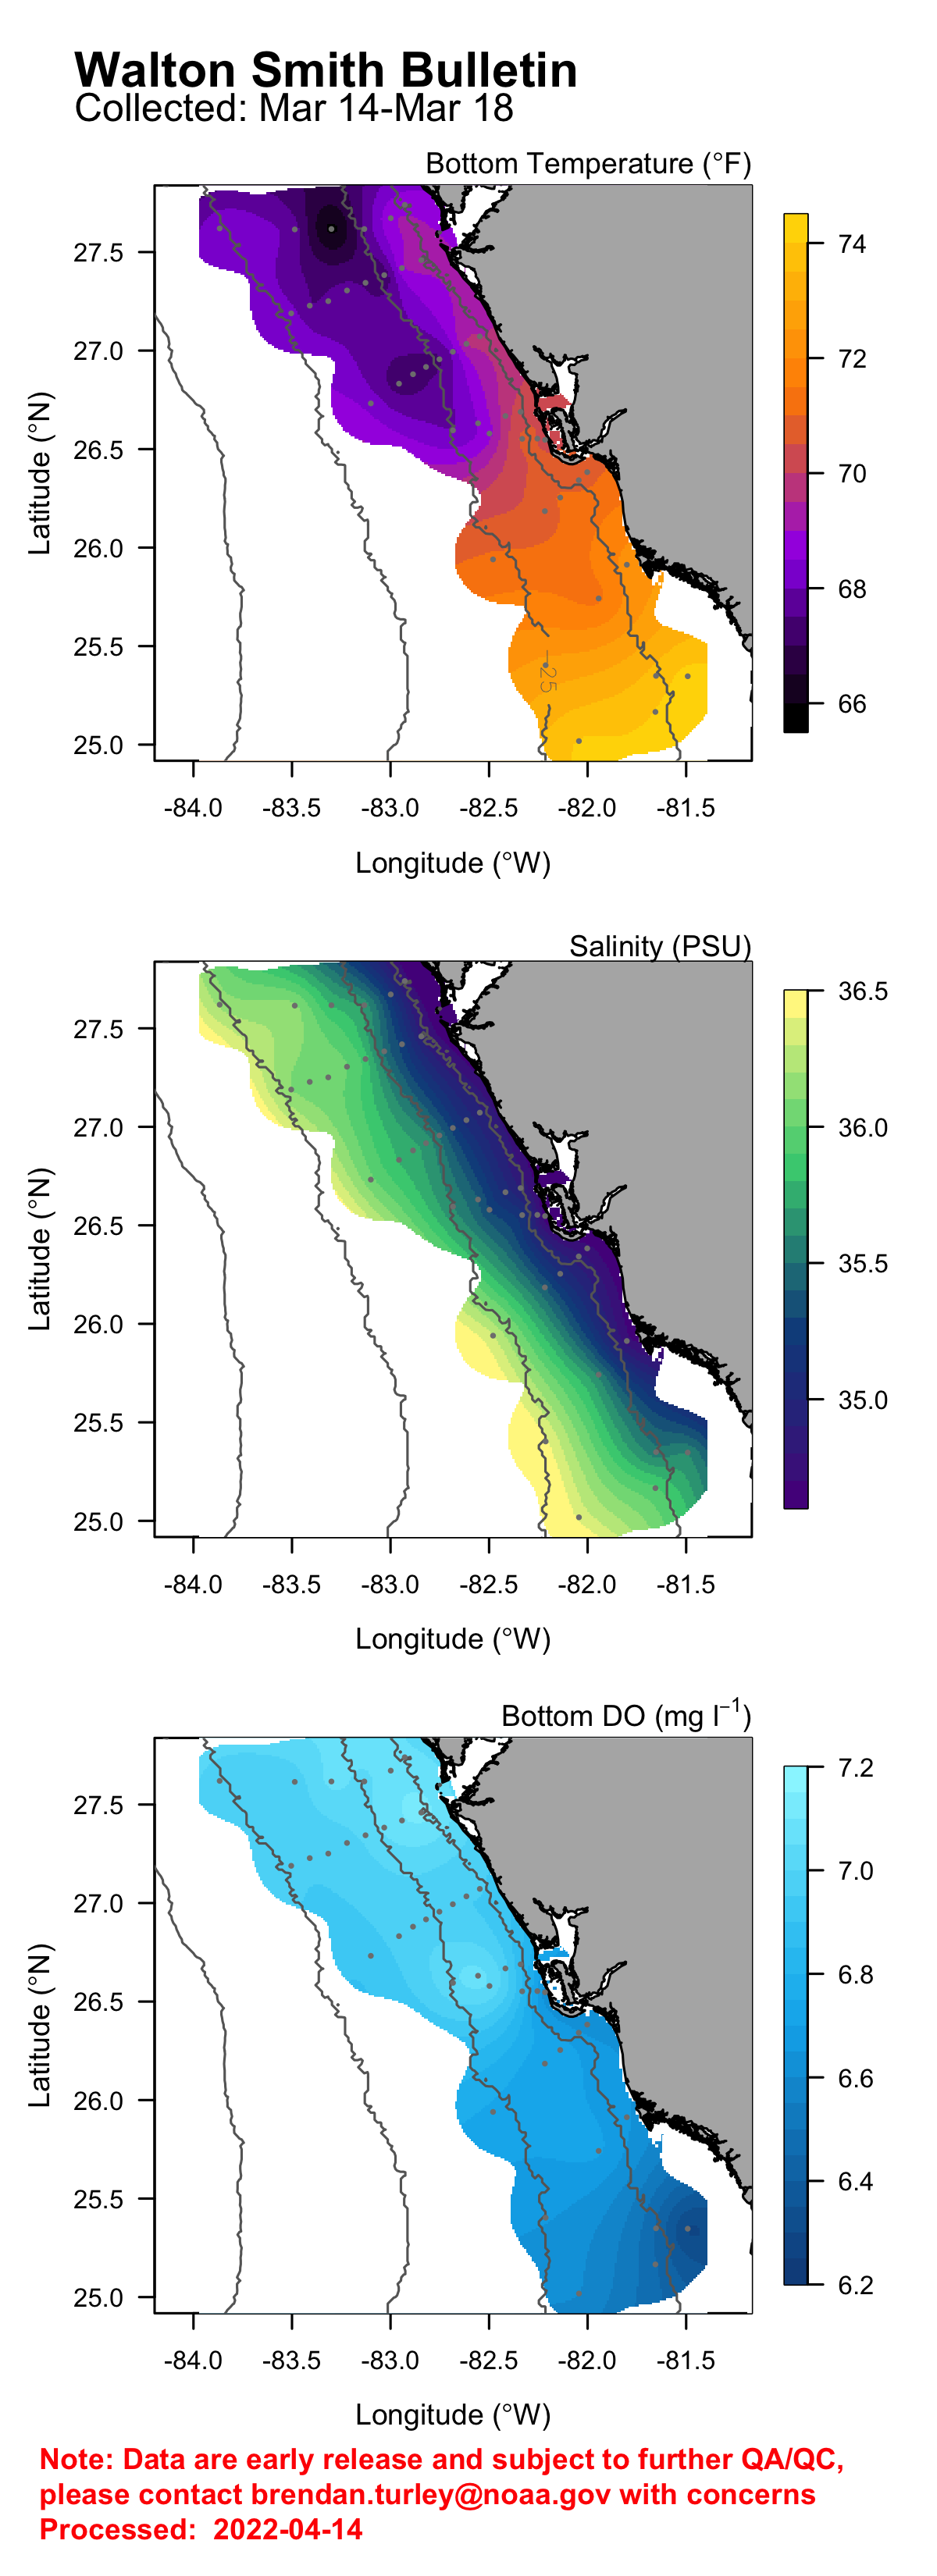 Walton Smith Bulletin
Collected: Mar 14-Mar 18
Bottom Temperature (°F)
27.5
27.0
26.5
26.0
25.5
25.0
Latitude (°N)
-84.0 -83.5 -83.0 -82.5 -82.0 -81.5
Longitude (°W)
-25
74
72
70
68
66
Salinity (PSU)
27.5
27.0
26.5
26.0
25.5
25.0
Latitude (°N)
-84.0 -83.5 -83.0 -82.5 -82.0 -81.5
Longitude (°W)
36.5
36.0
35.5
35.0
Bottom DO (mg l⁻¹)
27.5
27.0
26.5
26.0
25.5
25.0
Latitude (°N)
-84.0 -83.5 -83.0 -82.5 -82.0 -81.5
Longitude (°W)
7.2
7.0
6.8
6.6
6.4
6.2
Note: Data are early release and subject to further QA/QC,
please contact brendan.turley@noaa.gov with concerns
Processed:  2022-04-14